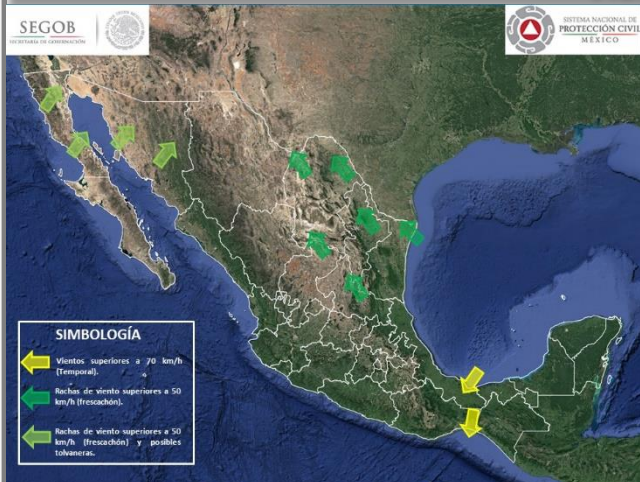 SEGOB
SECRETARÍA DE GOBERNACIÓN
SISTEMA NACIONAL DE
PROTECCIÓN CIVIL
MÉXICO
SIMBOLOGÍA
Vientos superiores a 70 km/h
(Temporal).
Rachas de viento superiores a 50
km/h (frescachón).
Rachas de viento superiores a 50
km/h (frescachón) y posibles
tolvaneras.